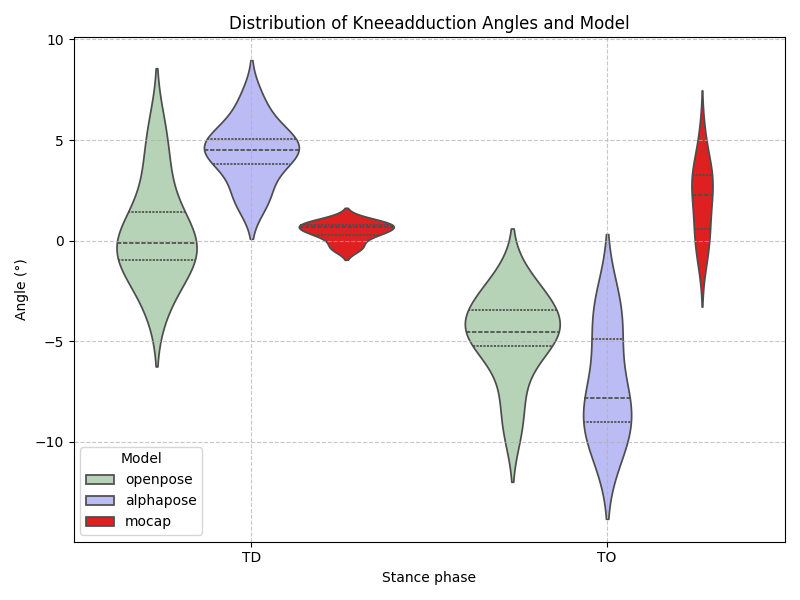 Distribution of Kneeadduction Angles and Model
10
5
0
−5
−10
Angle (°)
Model
openpose
alphapose
mocap
TD
TO
Stance phase